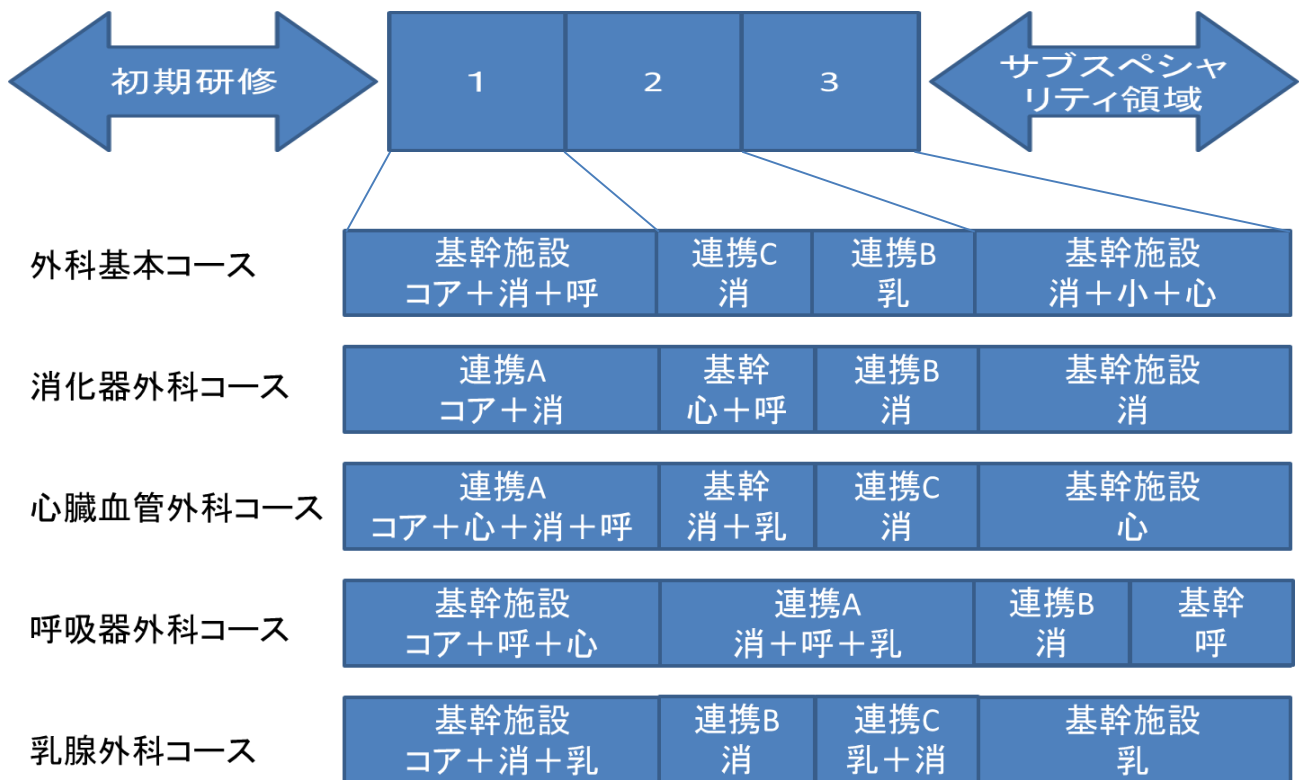 初期研修
1
2
3
サブスペシャ
リティ領域
外科基本コース
基幹施設
コア＋消＋呼
連携C
消
連携B
乳
基幹施設
消＋小＋心
消化器外科コース
連携A
コア＋消
基幹
心＋呼
連携B
消
基幹施設
消
心臓血管外科コース
連携A
コア＋心＋消＋呼
基幹
消＋乳
連携C
消
基幹施設
心
呼吸器外科コース
基幹施設
コア＋呼＋心
連携A
消＋呼＋乳
連携B
消
基幹
呼
乳腺外科コース
基幹施設
コア＋消＋乳
連携B
消
連携C
乳＋消
基幹施設
乳